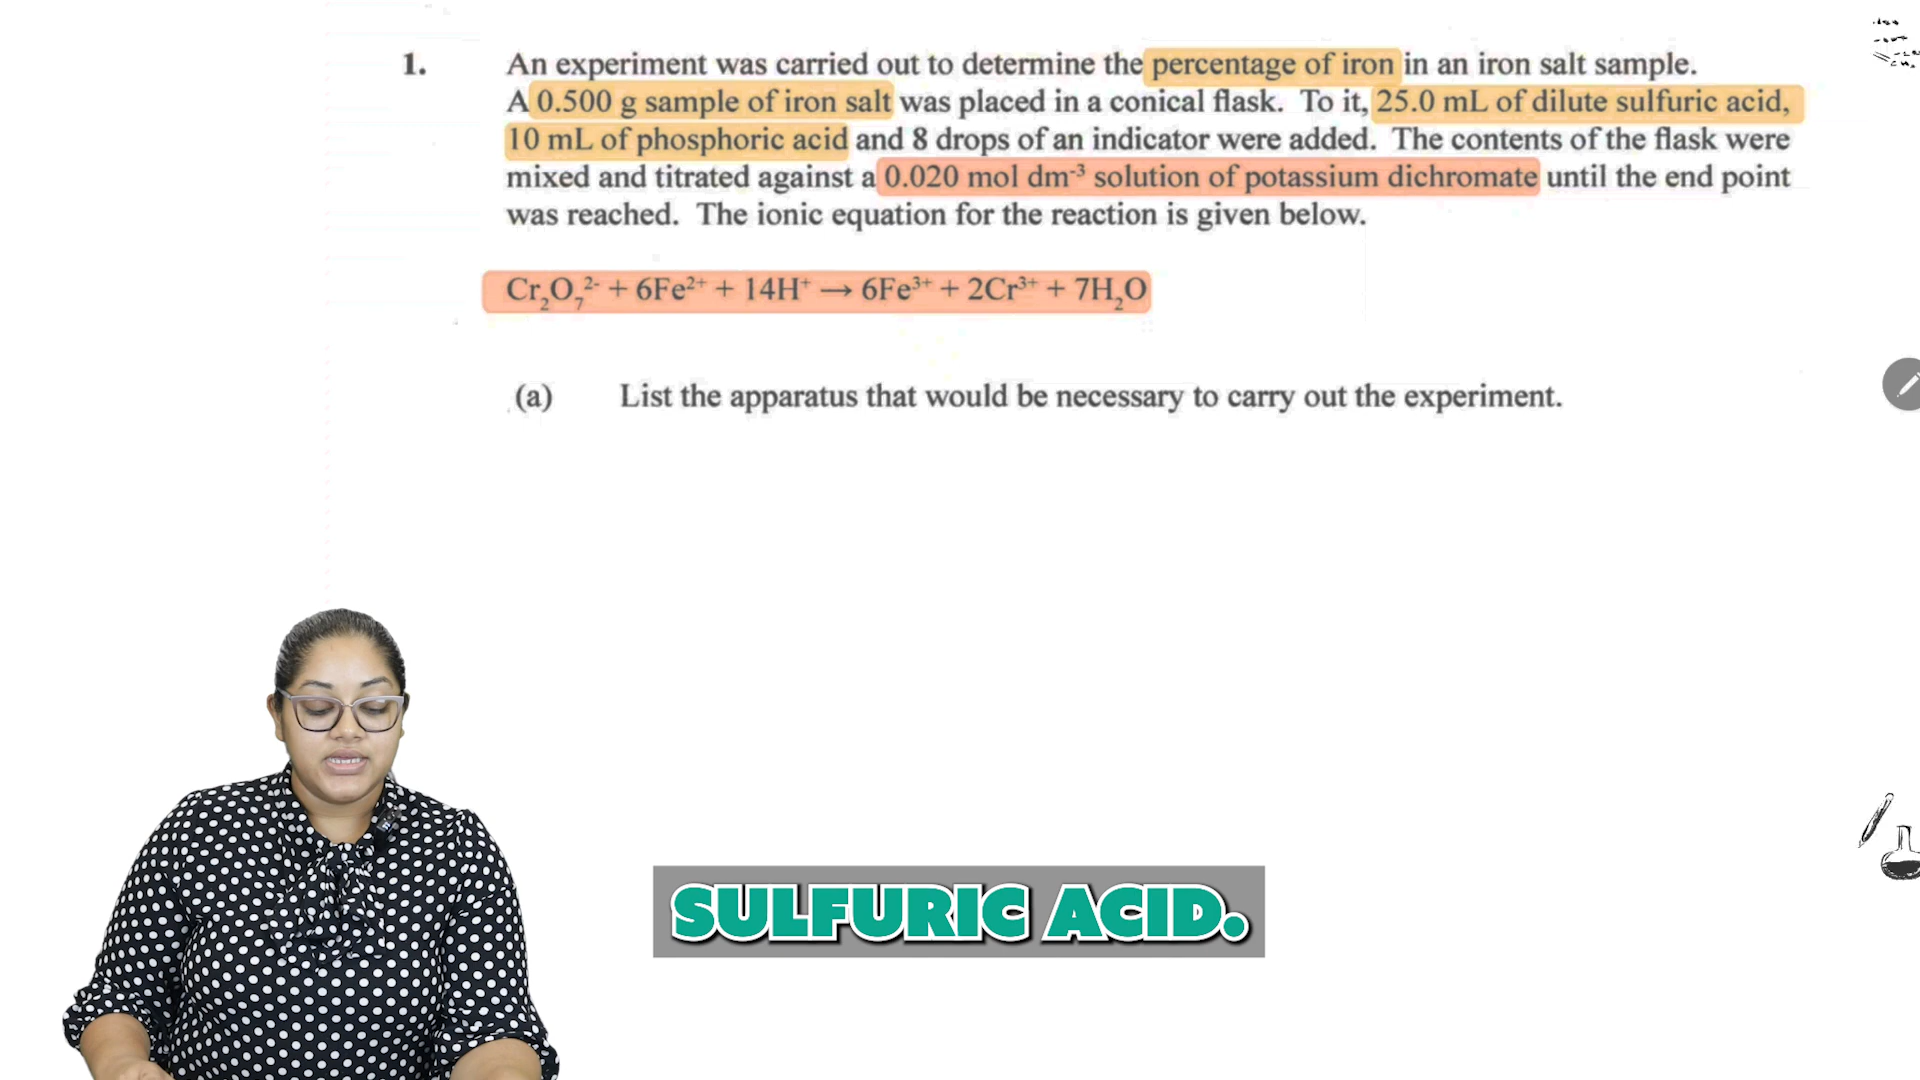 1. An experiment was carried out to determine the percentage of iron in an iron salt sample.
A 0.500 g sample of iron salt was placed in a conical flask. To it, 25.0 mL of dilute sulfuric acid,
10 mL of phosphoric acid and 8 drops of an indicator were added. The contents of the flask were
mixed and titrated against a 0.020 mol dm⁻³ solution of potassium dichromate until the end point
was reached. The ionic equation for the reaction is given below.
Cr₂O₇²⁻ + 6Fe²⁺ + 14H⁺ → 6Fe³⁺ + 2Cr³⁺ + 7H₂O
(a) List the apparatus that would be necessary to carry out the experiment.
SULFURIC ACID.